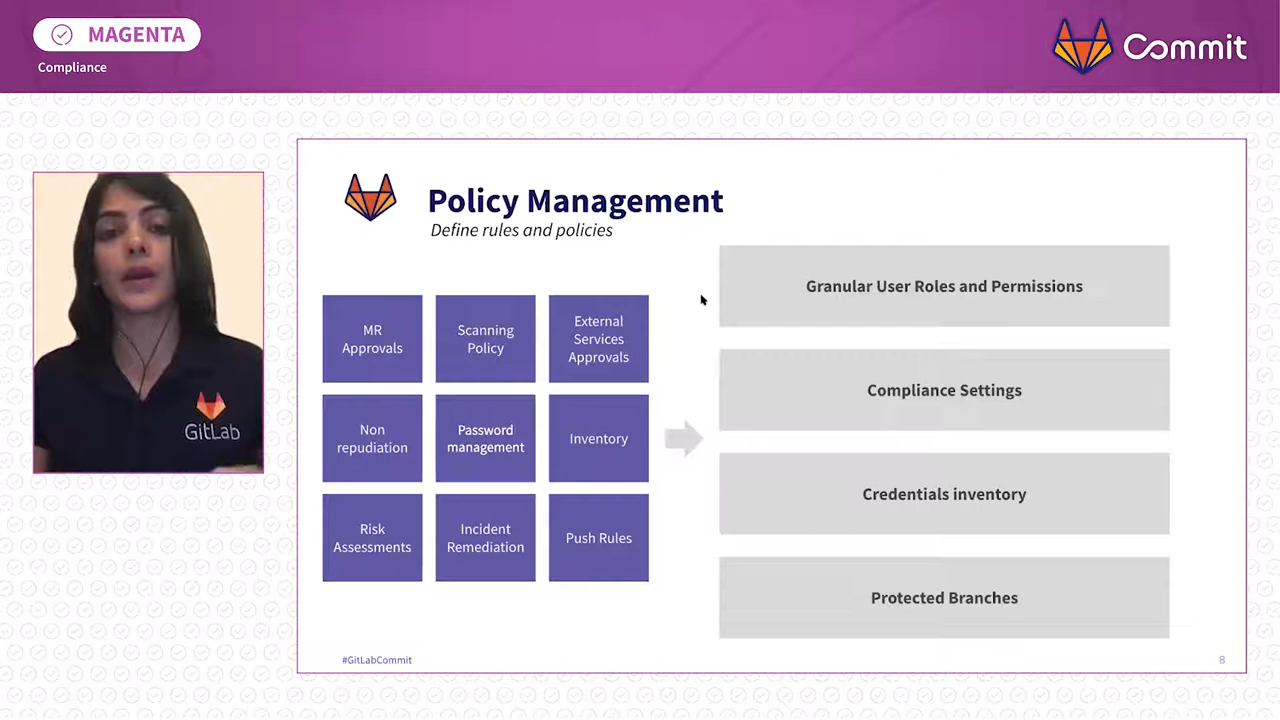 MAGENTA
Compliance
Commit
GitLab
Policy Management
Define rules and policies
MR
Approvals
Scanning
Policy
External
Services
Approvals
Non
repudiation
Password
management
Inventory
Risk
Assessments
Incident
Remediation
Push Rules
Granular User Roles and Permissions
Compliance Settings
Credentials inventory
Protected Branches
#GitLabCommit
8